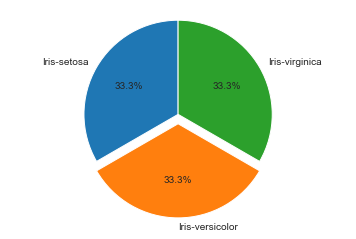 Iris-setosa
Iris-virginica
33.3%
33.3%
33.3%
Iris-versicolor